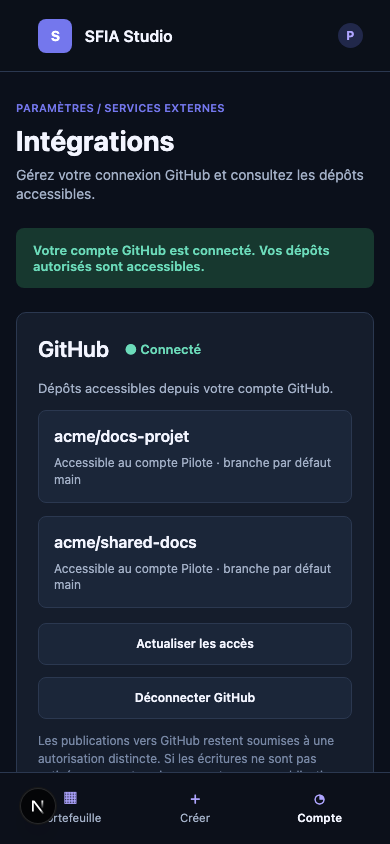 S SFIA Studio P
PARAMÈTRES / SERVICES EXTERNES
Intégrations
Gérez votre connexion GitHub et consultez les dépôts
accessibles.
Votre compte GitHub est connecté. Vos dépôts
autorisés sont accessibles.
GitHub Connecté
Dépôts accessibles depuis votre compte GitHub.
acme/docs-projet
Accessible au compte Pilote · branche par défaut
main
acme/shared-docs
Accessible au compte Pilote · branche par défaut
main
Actualiser les accès
Déconnecter GitHub
Les publications vers GitHub restent soumises à une
autorisation distincte. Si les écritures ne sont pas
N
Créer
Compte